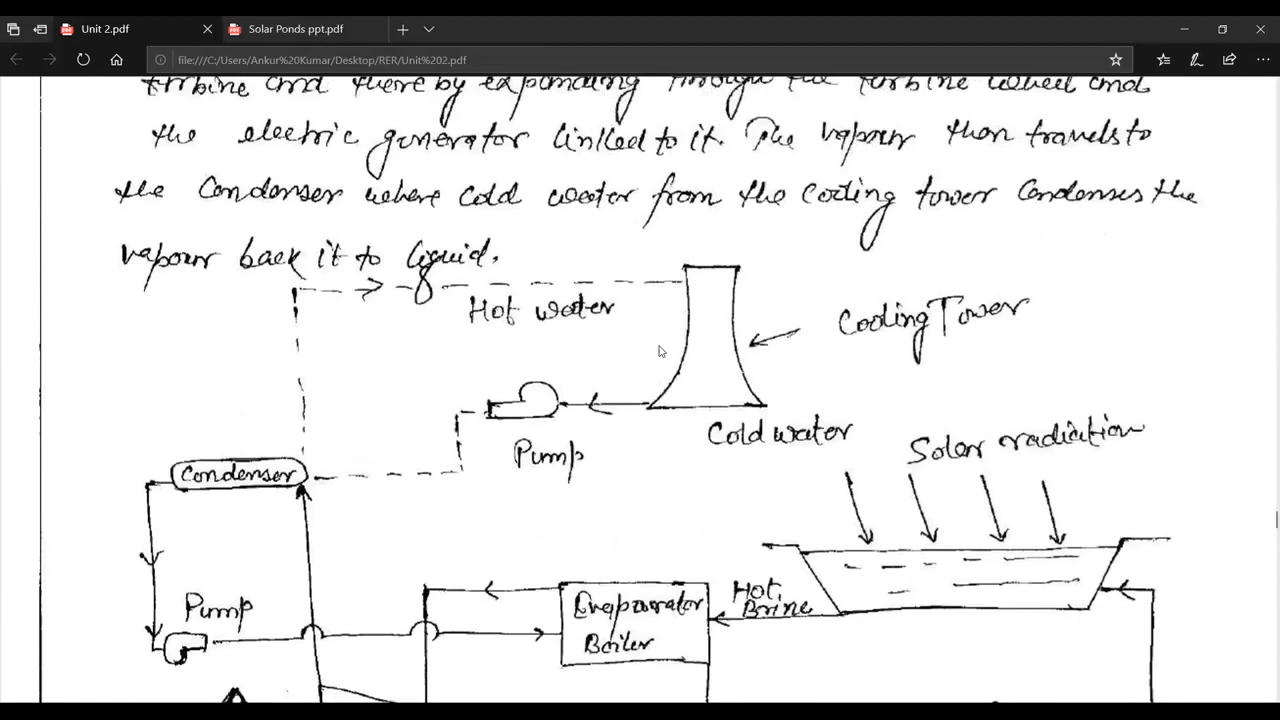 Unit 2.pdf
Solar Ponds ppt.pdf
file:///C:/Users/Ankur%20Kumar/Desktop/RER/Unit%202.pdf
turbine and there by expanding through the turbine wheel and
the electric generator linked to it. The vapour then travels to
the Condenser where cold water from the cooling tower condenses the
vapour back it to liquid.
Hot water
Cooling Tower
Cold water
Pump
Solar radiation
Condenser
Hot
Brine
Pump
Evaporator
Boiler